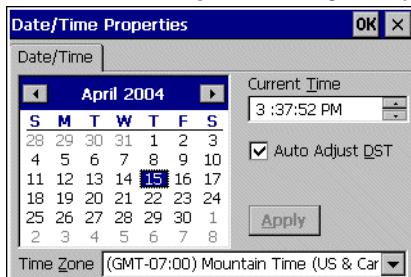 Date/Time Properties OK ×
Date/Time
April 2004
S M T W T F S
28 29 30 31 1 2 3
4 5 6 7 8 9 10
11 12 13 14 15 16 17
18 19 20 21 22 23 24
25 26 27 28 29 30 1
2 3 4 5 6 7 8
Current Time
3 :37:52 PM
Auto Adjust DST
Apply
Time Zone (GMT-07:00) Mountain Time (US & Car